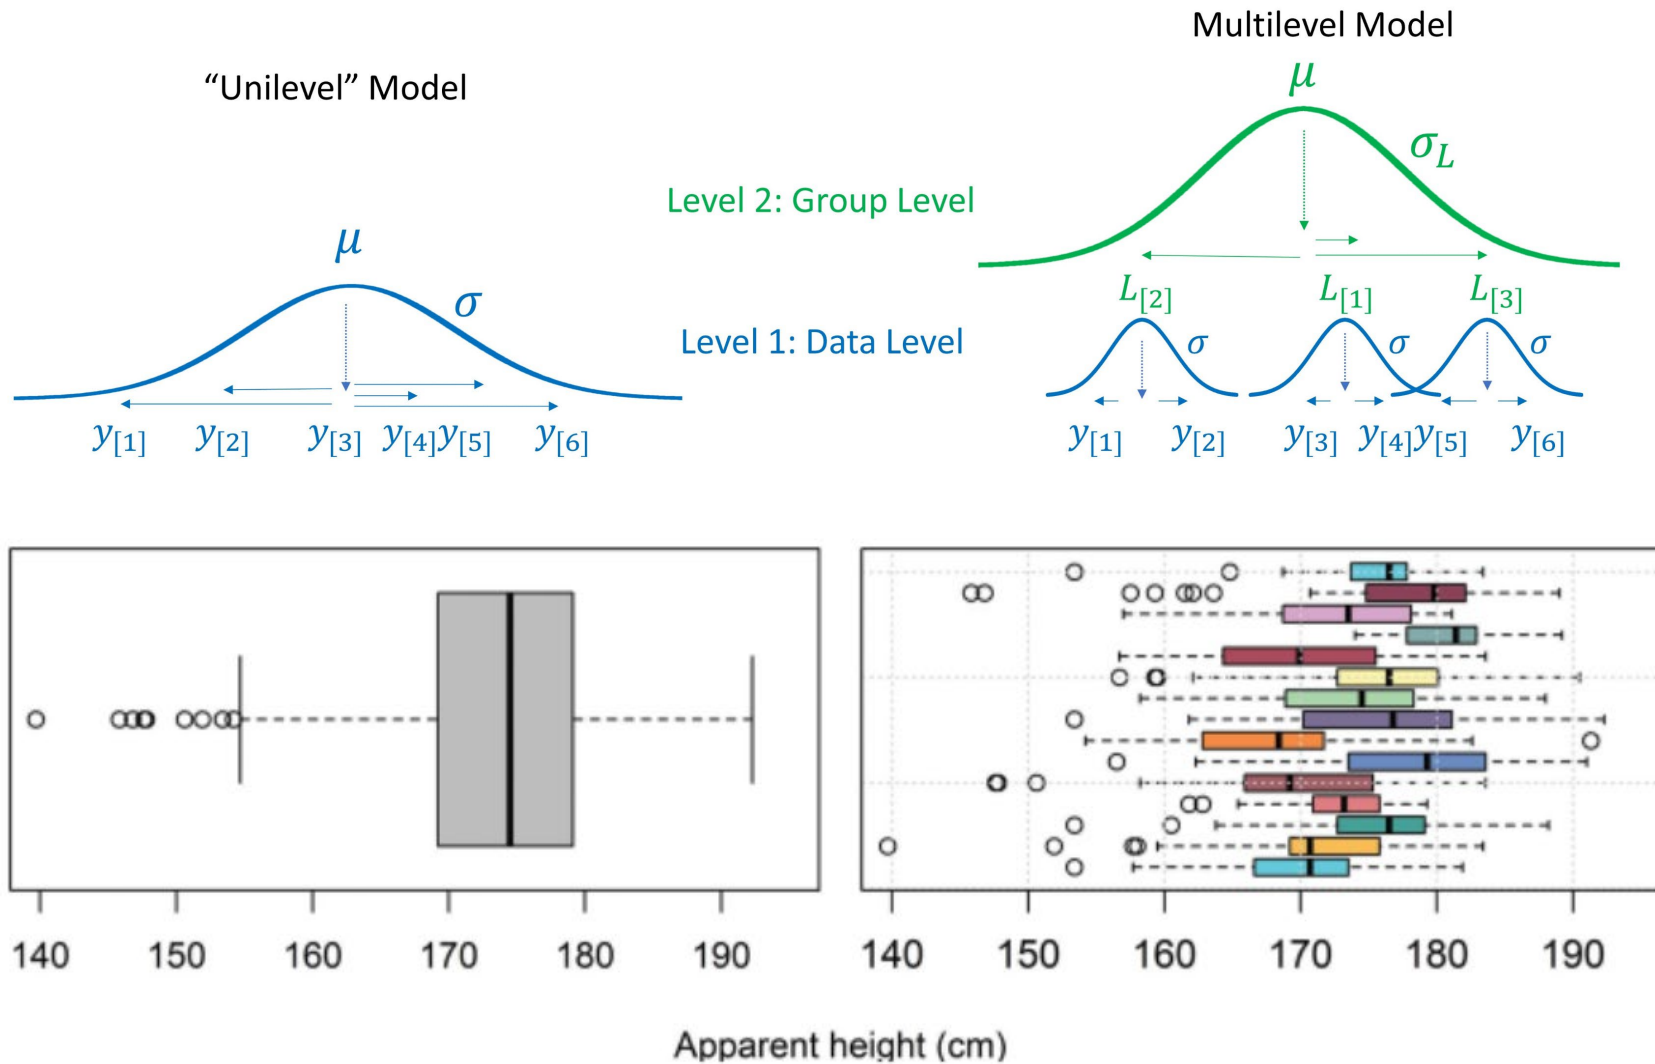 “Unilevel” Model
μ
σ
y[1] y[2] y[3] y[4] y[5] y[6]
Multilevel Model
μ
σL
Level 2: Group Level
L[2] L[1] L[3]
Level 1: Data Level
σ σ σ
y[1] y[2] y[3] y[4] y[5] y[6]
140 150 160 170 180 190
140 150 160 170 180 190
Apparent height (cm)